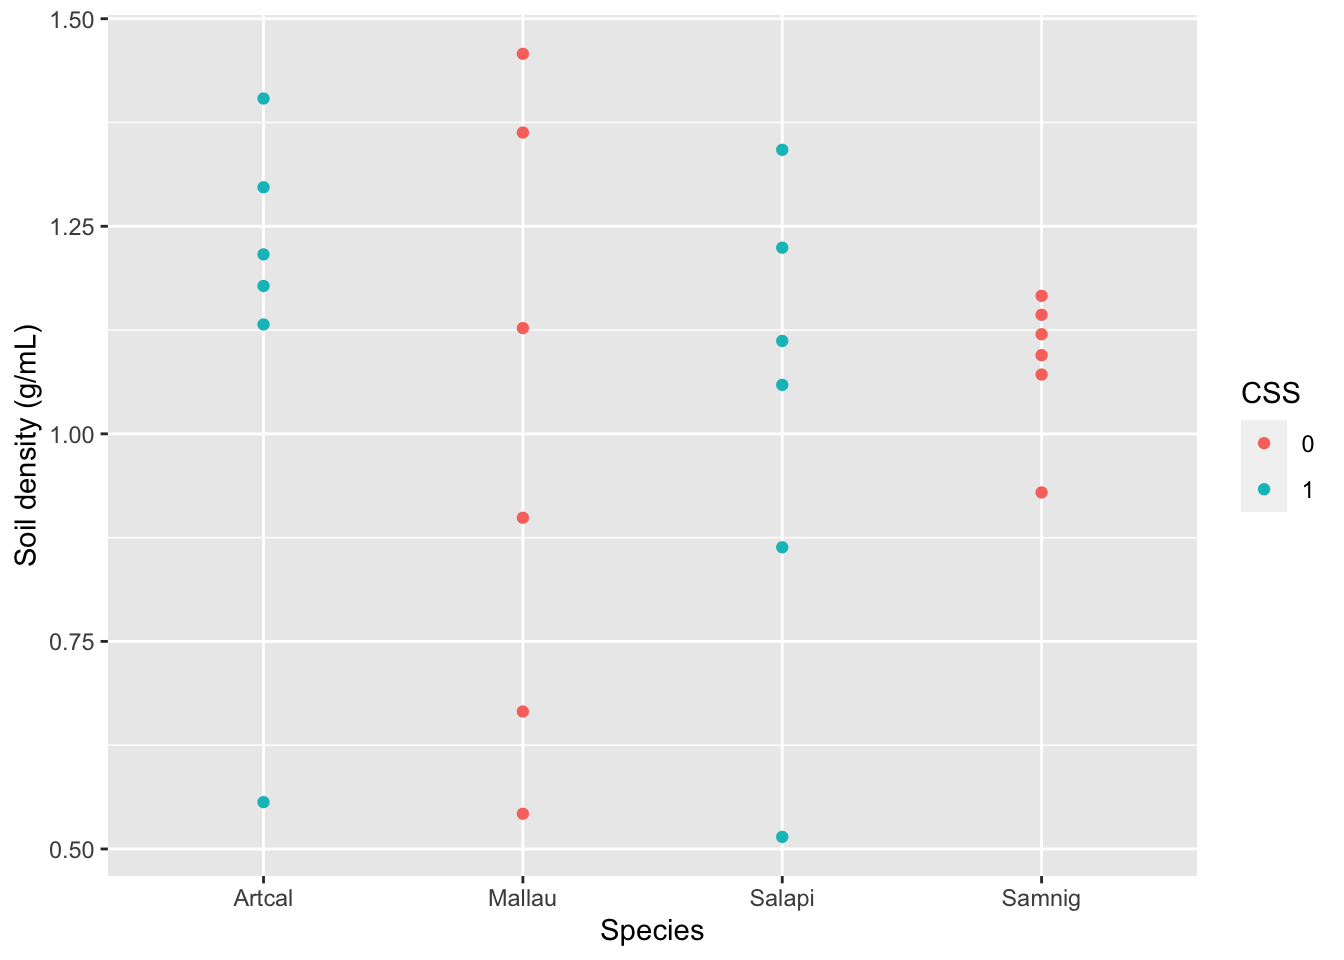 1.50
1.25
1.00
0.75
0.50
Soil density (g/mL)
Artcal Mallau Salapi Samnig
Species
CSS
0
1